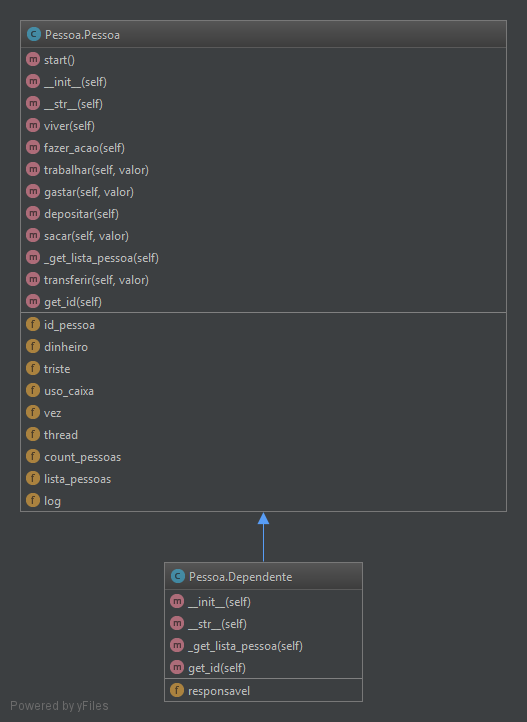 Pessoa.Pessoa
start()
__init__(self)
__str__(self)
viver(self)
fazer_acao(self)
trabalhar(self, valor)
gastar(self, valor)
depositar(self)
sacar(self, valor)
_get_lista_pessoa(self)
transferir(self, valor)
get_id(self)
id_pessoa
dinheiro
triste
uso_caixa
vez
thread
count_pessoas
lista_pessoas
log
Pessoa.Dependente
__init__(self)
__str__(self)
_get_lista_pessoa(self)
get_id(self)
responsavel
Powered by yFiles